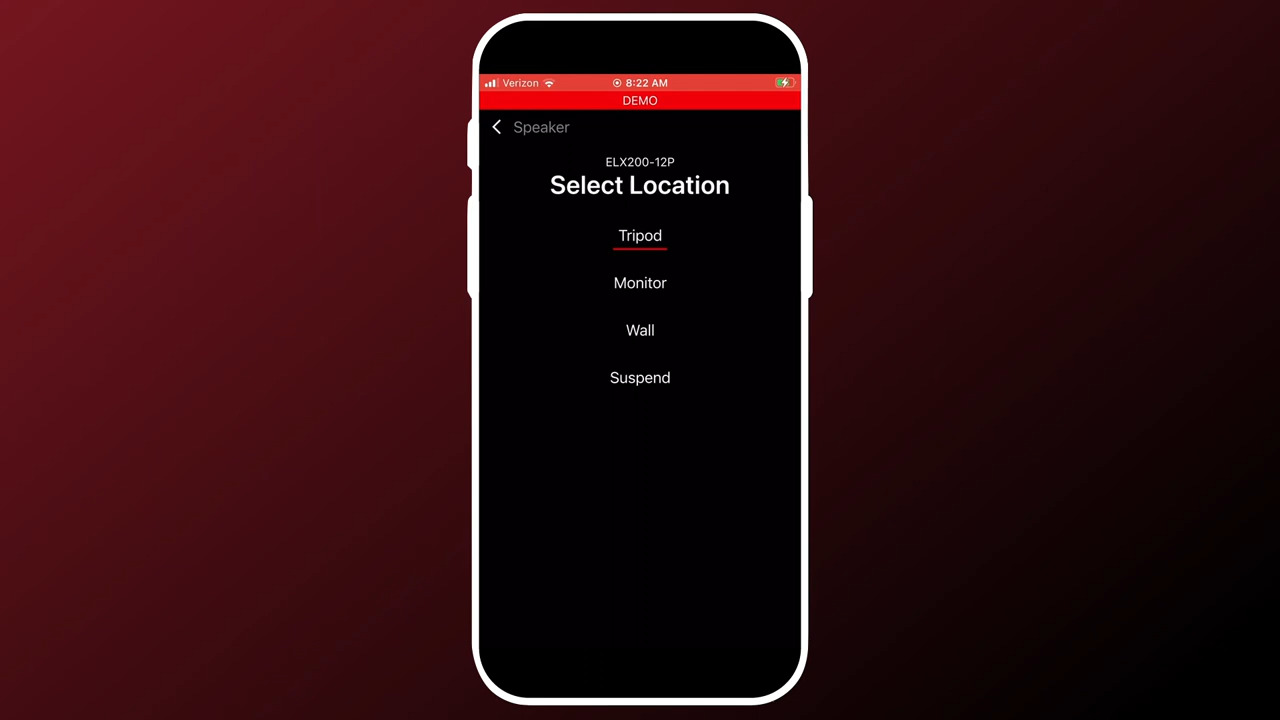 Verizon 8:22 AM
DEMO
Speaker
ELX200-12P
Select Location
Tripod
Monitor
Wall
Suspend